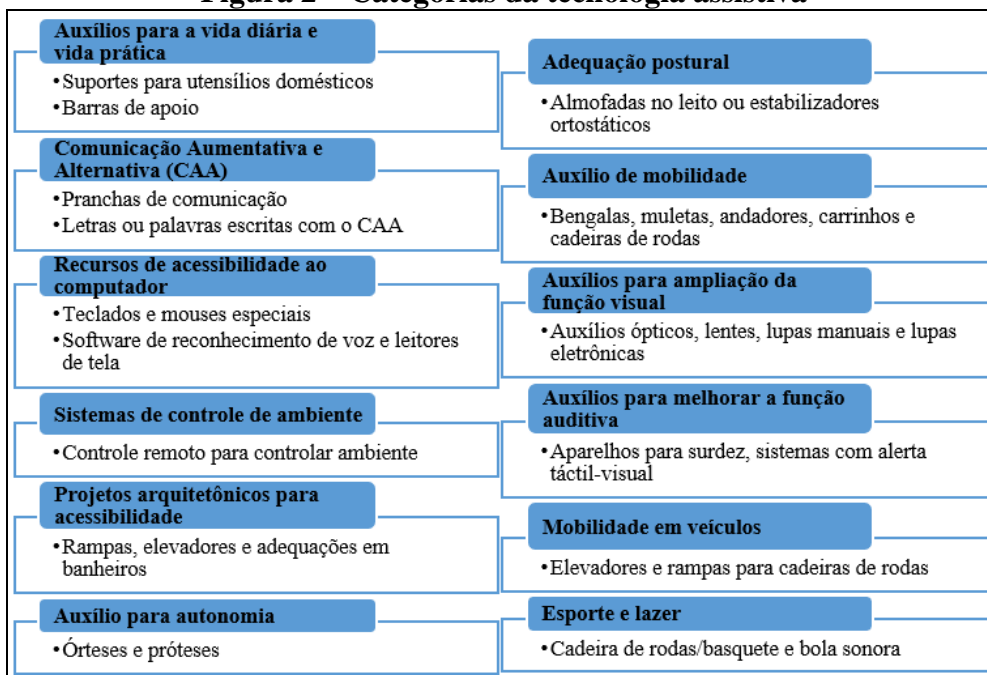 Figura 2 – Categorias da tecnologia assistiva
Auxílios para a vida diária e
vida prática
•Suportes para utensílios domésticos
•Barras de apoio
Comunicação Aumentativa e
Alternativa (CAA)
•Pranchas de comunicação
•Letras ou palavras escritas com o CAA
Recursos de acessibilidade ao
computador
•Teclados e mouses especiais
•Software de reconhecimento de voz e leitores
de tela
Sistemas de controle de ambiente
•Controle remoto para controlar ambiente
Projetos arquitetônicos para
acessibilidade
•Rampas, elevadores e adequações em
banheiros
Auxílio para autonomia
•Órteses e próteses
Adequação postural
•Almofadas no leito ou estabilizadores
ortostáticos
Auxílio de mobilidade
•Bengalas, muletas, andadores, carrinhos e
cadeiras de rodas
Auxílios para ampliação da
função visual
•Auxílios ópticos, lentes, lupas manuais e lupas
eletrônicas
Auxílios para melhorar a função
auditiva
•Aparelhos para surdez, sistemas com alerta
táctil-visual
Mobilidade em veículos
•Elevadores e rampas para cadeiras de rodas
Esporte e lazer
•Cadeira de rodas/basquete e bola sonora